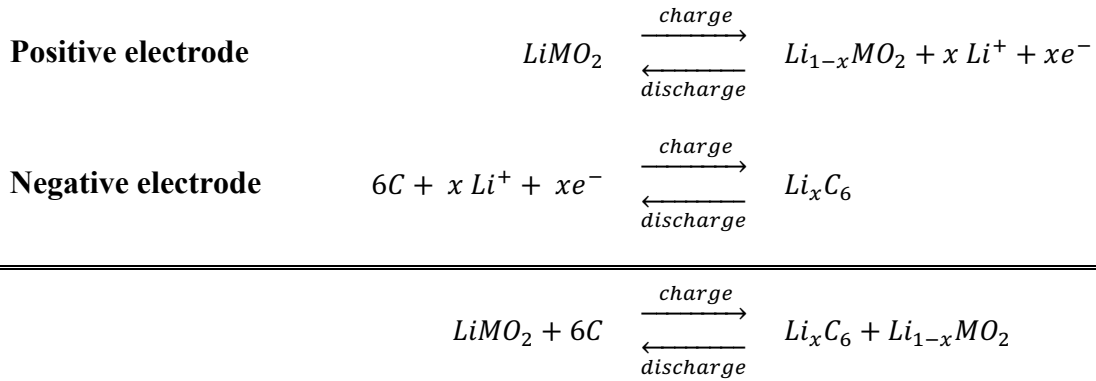 charge
Positive electrode LiMO₂ Li₁₋ₓMO₂ + x Li⁺ + xe⁻
discharge
charge
Negative electrode 6C + x Li⁺ + xe⁻ LiₓC₆
discharge
charge
LiMO₂ + 6C LiₓC₆ + Li₁₋ₓMO₂
discharge